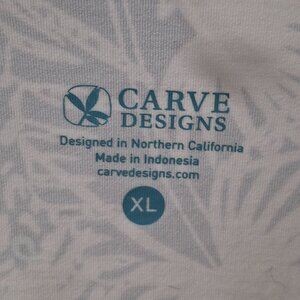 CARVE
DESIGNS
Designed in Northern California
Made in Indonesia
carvedesigns.com
XL